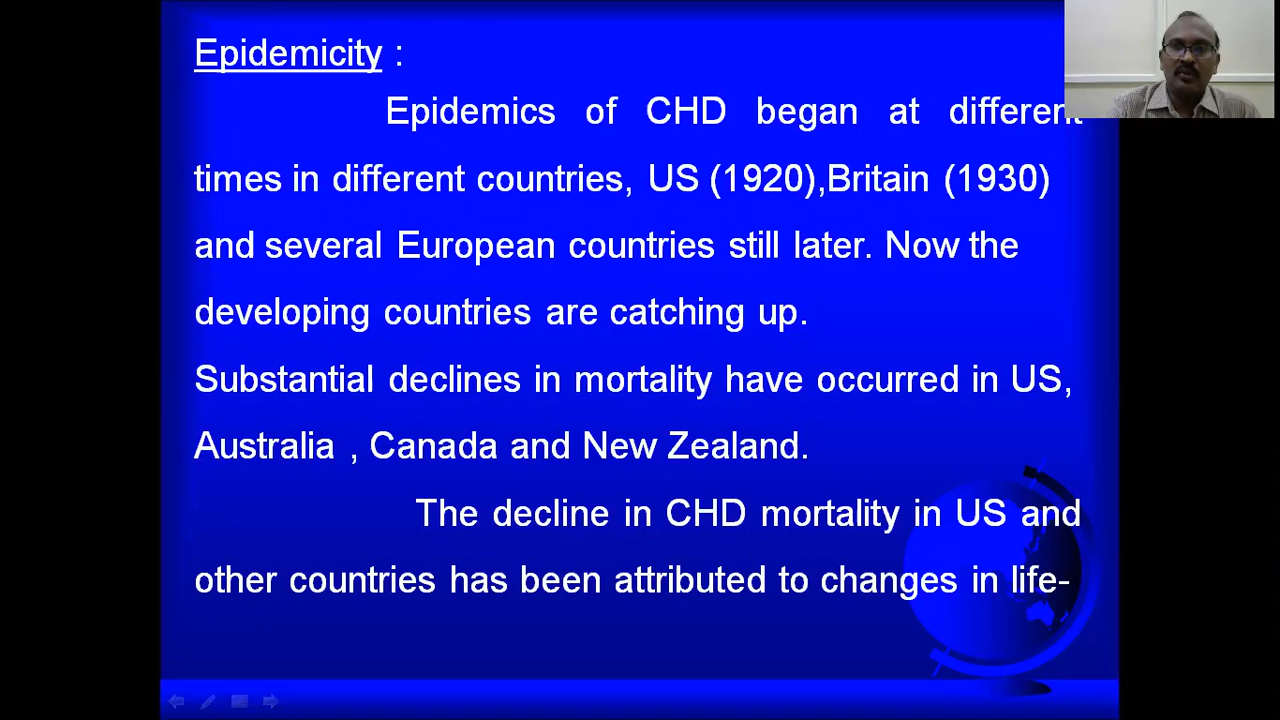 Epidemicity :
Epidemics of CHD began at different
times in different countries, US (1920),Britain (1930)
and several European countries still later. Now the
developing countries are catching up.
Substantial declines in mortality have occurred in US,
Australia , Canada and New Zealand.
The decline in CHD mortality in US and
other countries has been attributed to changes in life-